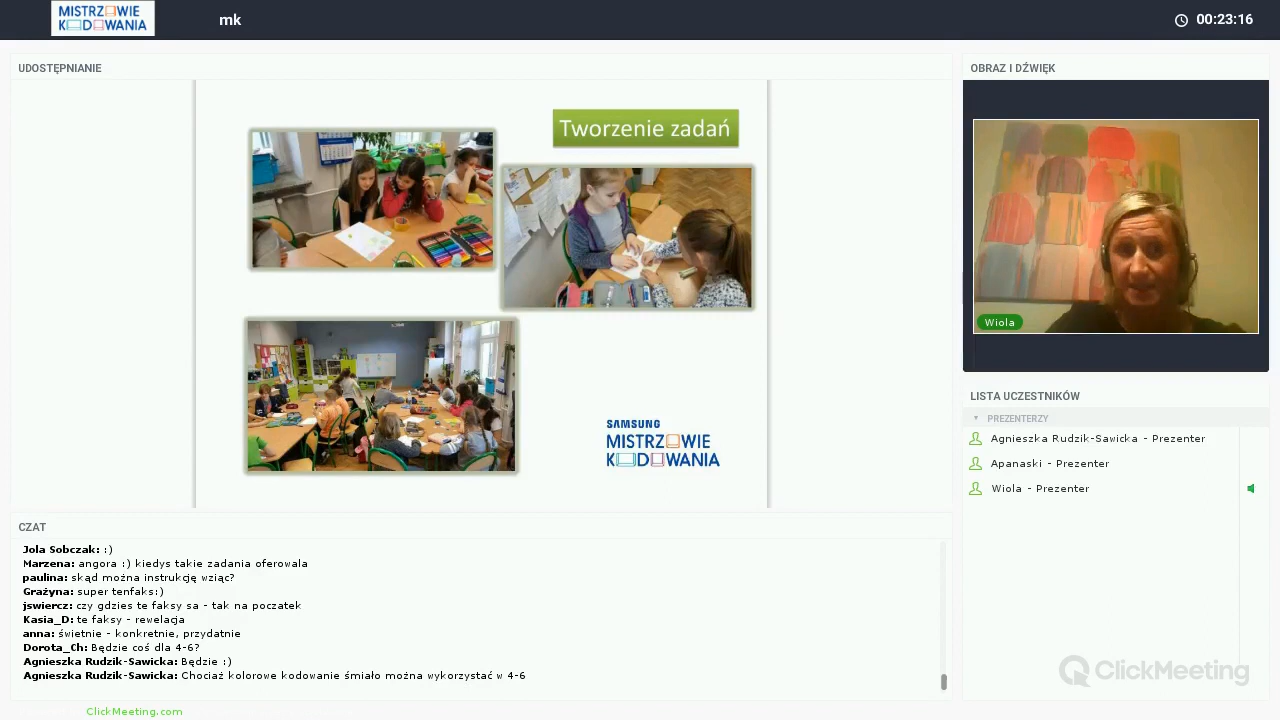 MISTRZOWIE
KODOWANIA
mk
00:23:16
UDOSTĘPNIANIE
OBRAZ I DŹWIĘK
Tworzenie zadań
Wiola
SAMSUNG
MISTRZOWIE
KODOWANIA
LISTA UCZESTNIKÓW
PREZENTERZY
Agnieszka Rudzik-Sawicka - Prezenter
Apanaski - Prezenter
Wiola - Prezenter
CZAT
Jola Sobczak: :)
Marzena: angora :) kiedys takie zadania oferowala
paulina: skąd można instrukcję wziąc?
Grażyna: super tenfaks:)
jswiercz: czy gdzies te faksy sa - tak na poczatek
Kasia_D: te faksy - rewelacja
anna: świetnie - konkretnie, przydatnie
Dorota_Ch: Będzie coś dla 4-6?
Agnieszka Rudzik-Sawicka: Będzie :)
Agnieszka Rudzik-Sawicka: Chociaż kolorowe kodowanie śmiało można wykorzystać w 4-6
ClickMeeting
ClickMeeting.com